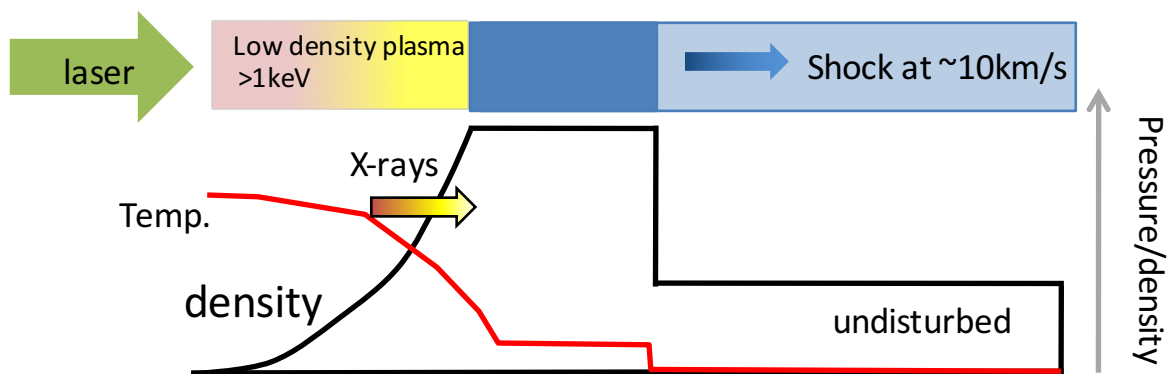 laser
Low density plasma
>1keV
Shock at ~10km/s
X-rays
Temp.
density
undisturbed
Pressure/density